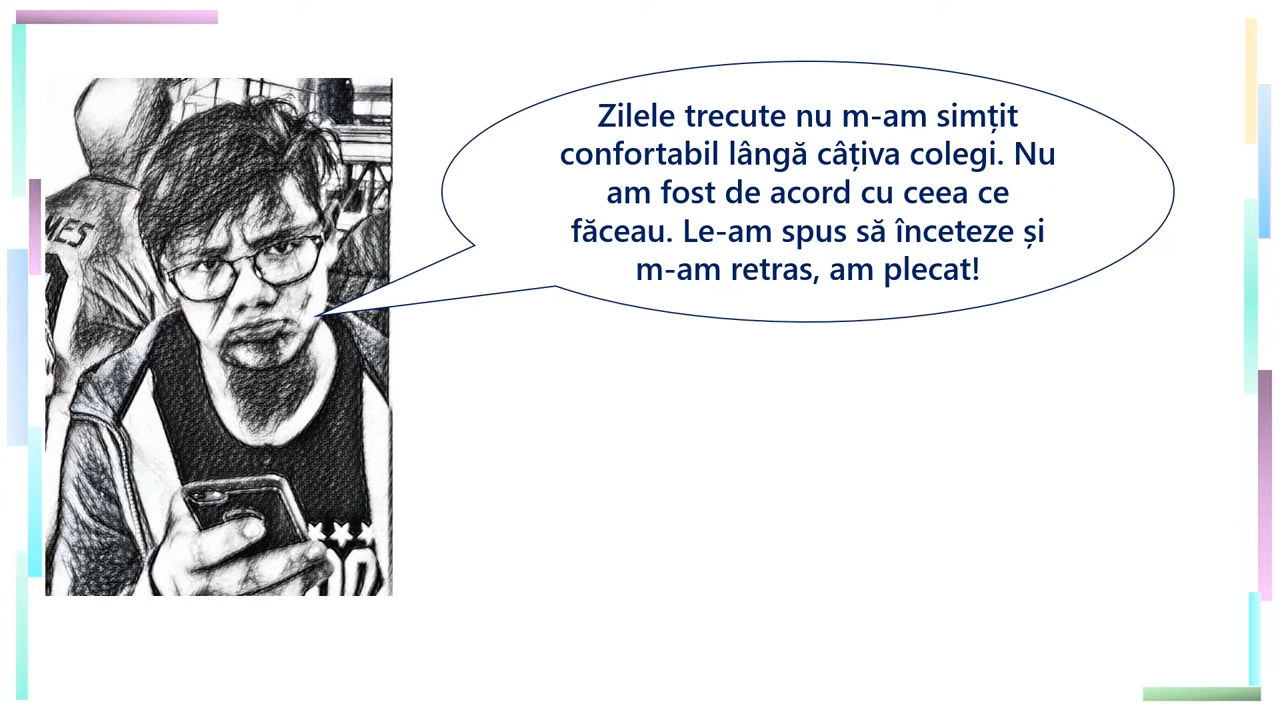 Zilele trecute nu m-am simțit
confortabil lângă câțiva colegi. Nu
am fost de acord cu ceea ce
făceau. Le-am spus să înceteze și
m-am retras, am plecat!